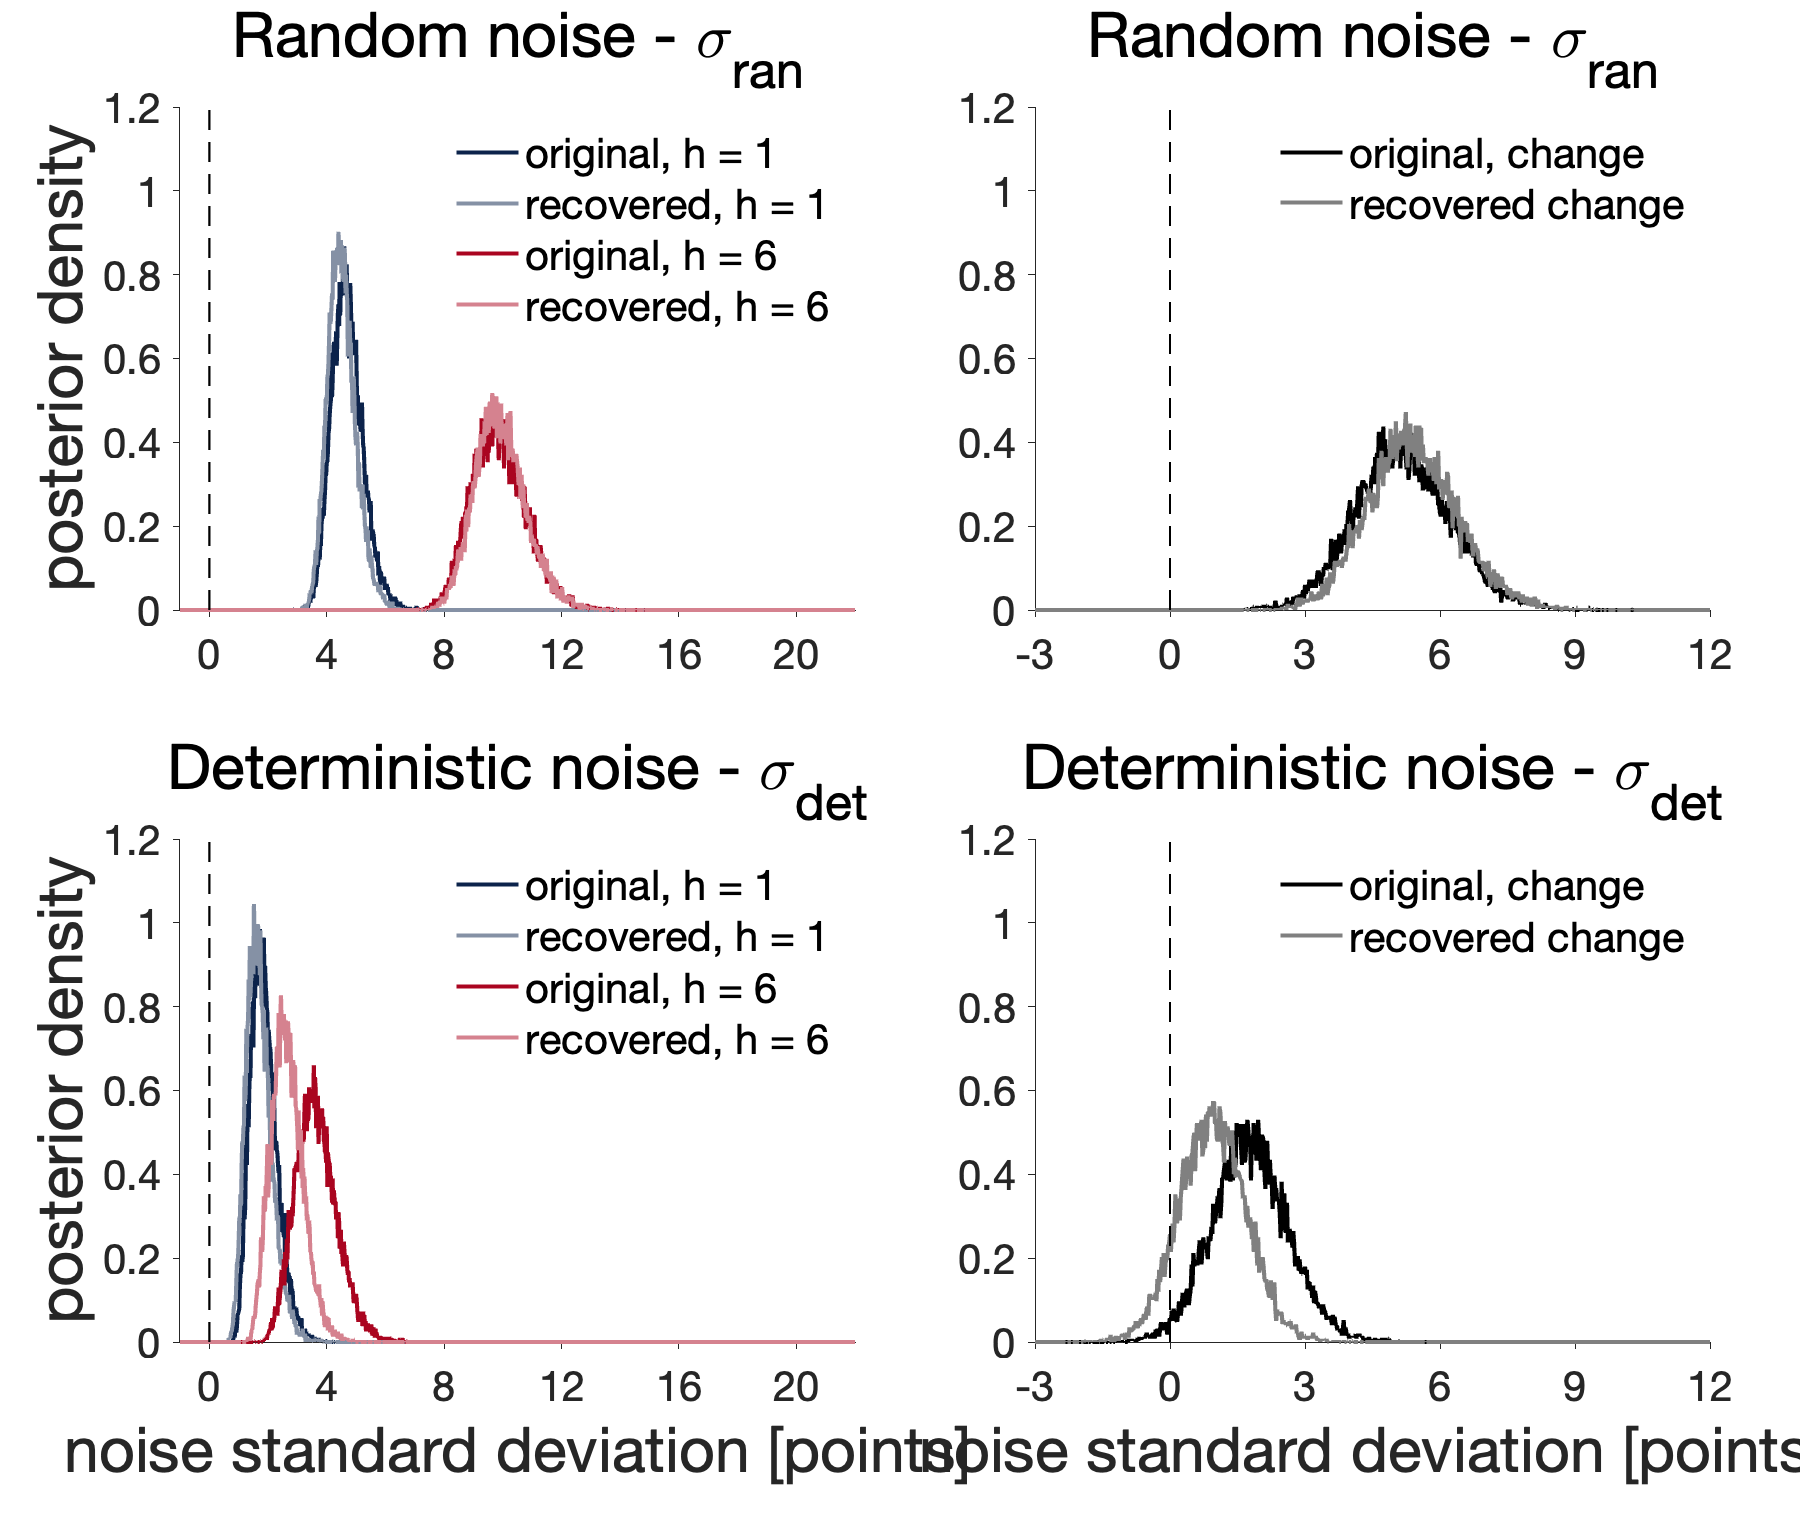 Random noise - σran
1.2
1
0.8
0.6
0.4
0.2
0
posterior density
original, h = 1
recovered, h = 1
original, h = 6
recovered, h = 6
0 4 8 12 16 20
Random noise - σran
1.2
1
0.8
0.6
0.4
0.2
0
original, change
recovered change
-3 0 3 6 9 12
Deterministic noise - σdet
1.2
1
0.8
0.6
0.4
0.2
0
posterior density
original, h = 1
recovered, h = 1
original, h = 6
recovered, h = 6
0 4 8 12 16 20
noise standard deviation [points]
Deterministic noise - σdet
1.2
1
0.8
0.6
0.4
0.2
0
original, change
recovered change
-3 0 3 6 9 12
noise standard deviation [points